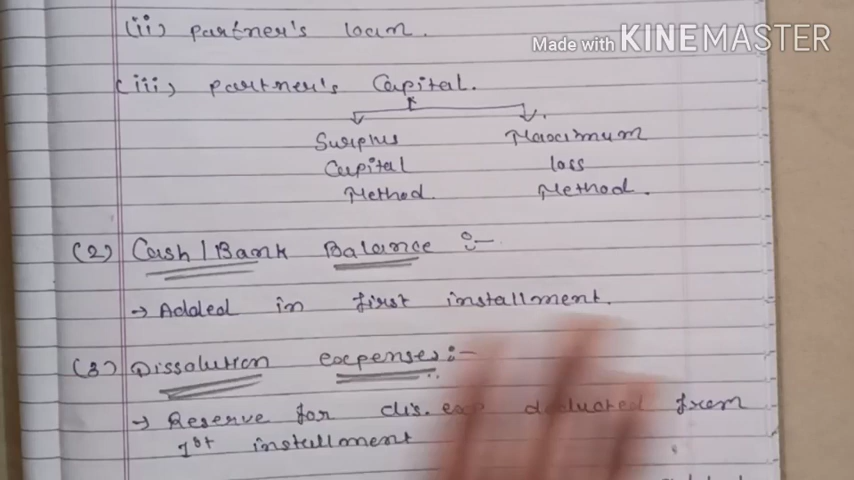 (ii) partner's loan.
Made with KINEMASTER
(iii) partner's Capital.
Surplus Maximum
Capital loss
Method. Method.
(2) Cash/Bank Balance :-
→ Added in first installment.
(3) Dissolution expenses:-
→ Reserve for dis. exp deducted from
1st installment